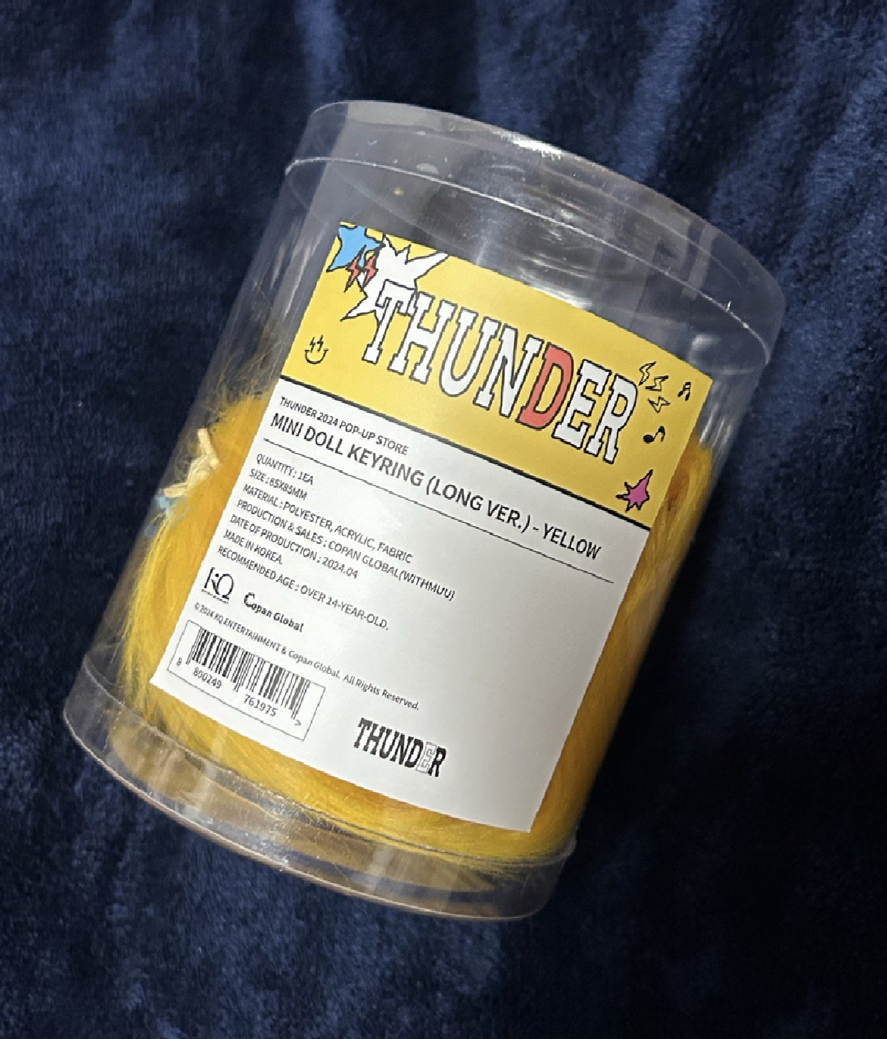 THUNDER
THUNDER 2024 POP-UP STORE
MINI DOLL KEYRING (LONG VER.) - YELLOW
QUANTITY : 1EA
SIZE : 65X85MM
MATERIAL : POLYESTER, ACRYLIC, FABRIC
PRODUCTION & SALES : COPAN GLOBAL(WITHMUU)
DATE OF PRODUCTION : 2024.04
MADE IN KOREA.
RECOMMENDED AGE : OVER 14-YEAR-OLD.
KQ Copan Global
©2024 KQ ENTERTAINMENT & Copan Global. All Rights Reserved.
8 800249 761975 >
THUNDER